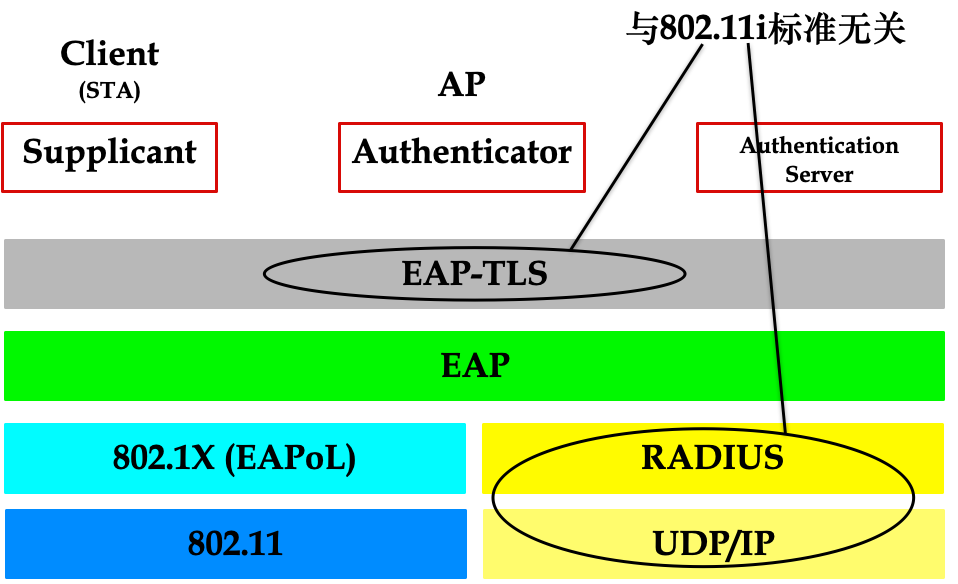 与802.11i标准无关
Client
(STA)
AP
Supplicant
Authenticator
Authentication
Server
EAP-TLS
EAP
802.1X (EAPoL)
RADIUS
802.11
UDP/IP